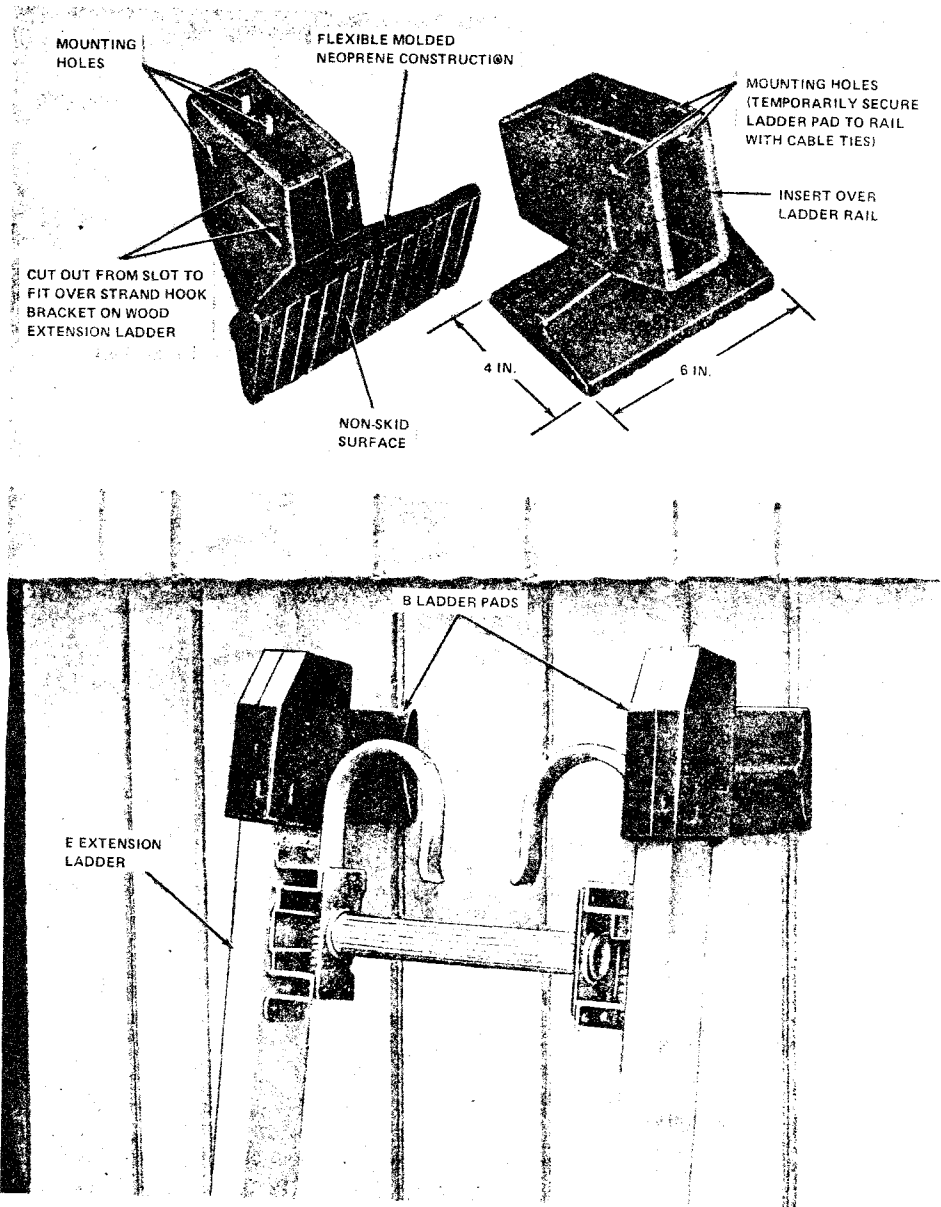 MOUNTING
HOLES
FLEXIBLE MOLDED
NEOPRENE CONSTRUCTION
MOUNTING HOLES
(TEMPORARILY SECURE
LADDER PAD TO RAIL
WITH CABLE TIES)
INSERT OVER
LADDER RAIL
CUT OUT FROM SLOT TO
FIT OVER STRAND HOOK
BRACKET ON WOOD
EXTENSION LADDER
4 IN.
6 IN.
NON-SKID
SURFACE
B LADDER PADS
E EXTENSION
LADDER